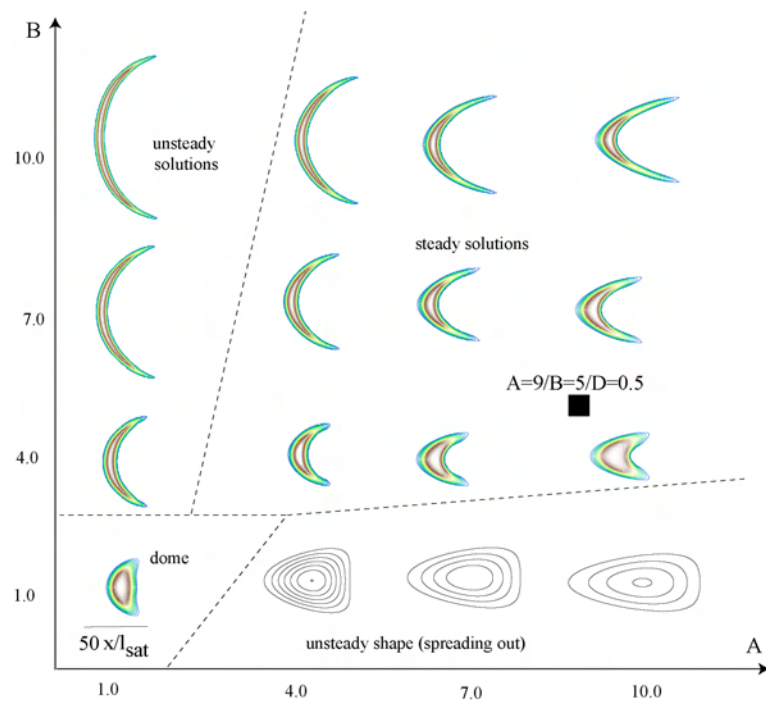 B
unsteady
solutions
10.0
steady solutions
7.0
A=9/B=5/D=0.5
4.0
dome
1.0
50 x/lsat
unsteady shape (spreading out)
A
1.0
4.0
7.0
10.0